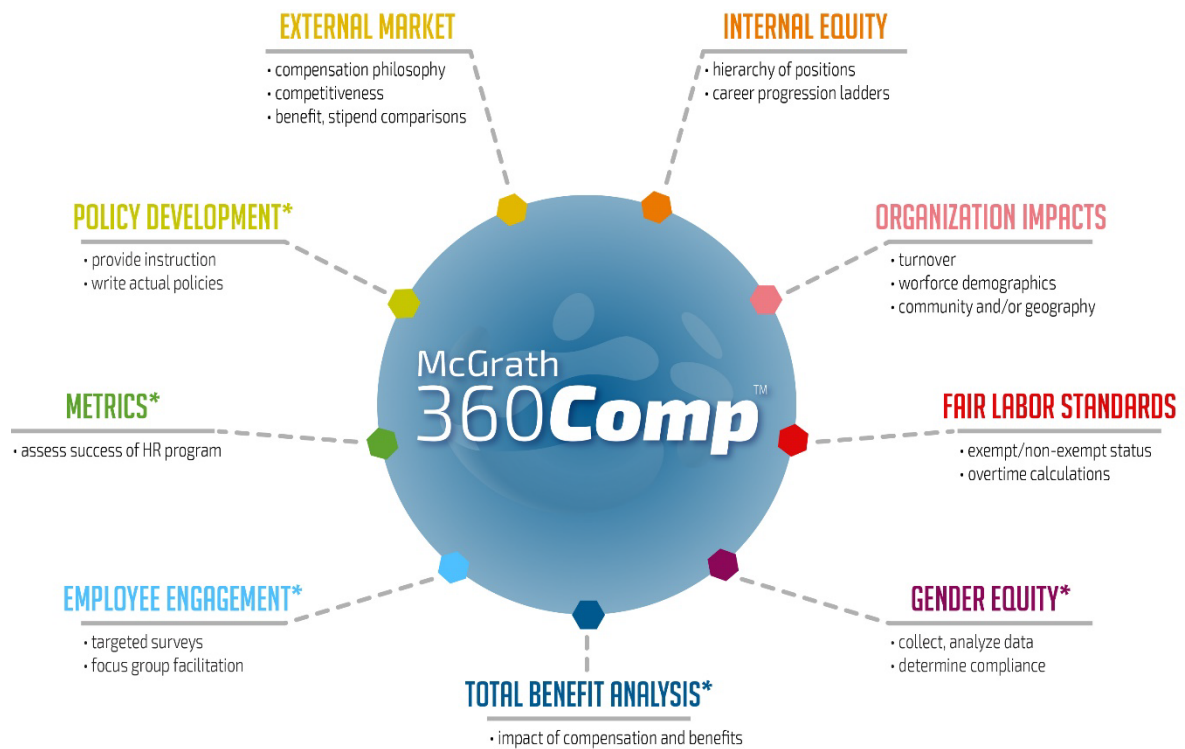 EXTERNAL MARKET
• compensation philosophy
• competitiveness
• benefit, stipend comparisons
INTERNAL EQUITY
• hierarchy of positions
• career progression ladders
POLICY DEVELOPMENT*
• provide instruction
• write actual policies
ORGANIZATION IMPACTS
• turnover
• worforce demographics
• community and/or geography
McGrath
360Comp™
METRICS*
• assess success of HR program
FAIR LABOR STANDARDS
• exempt/non-exempt status
• overtime calculations
EMPLOYEE ENGAGEMENT*
• targeted surveys
• focus group facilitation
GENDER EQUITY*
• collect, analyze data
• determine compliance
TOTAL BENEFIT ANALYSIS*
• impact of compensation and benefits